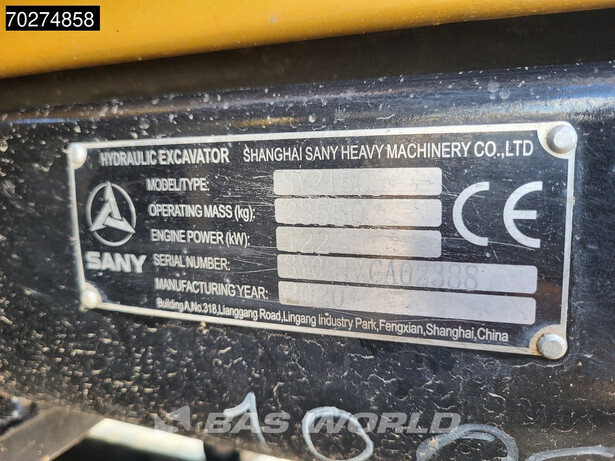 70274858
HYDRAULIC EXCAVATOR SHANGHAI SANY HEAVY MACHINERY CO.,LTD
MODEL/TYPE:
OPERATING MASS (kg):
ENGINE POWER (kW):
SANY SERIAL NUMBER: CA02388
MANUFACTURING YEAR:
Building A,No.318,Lianggang Road,Lingang Industry Park,Fengxian,Shanghai,China
CE
BAS WORLD